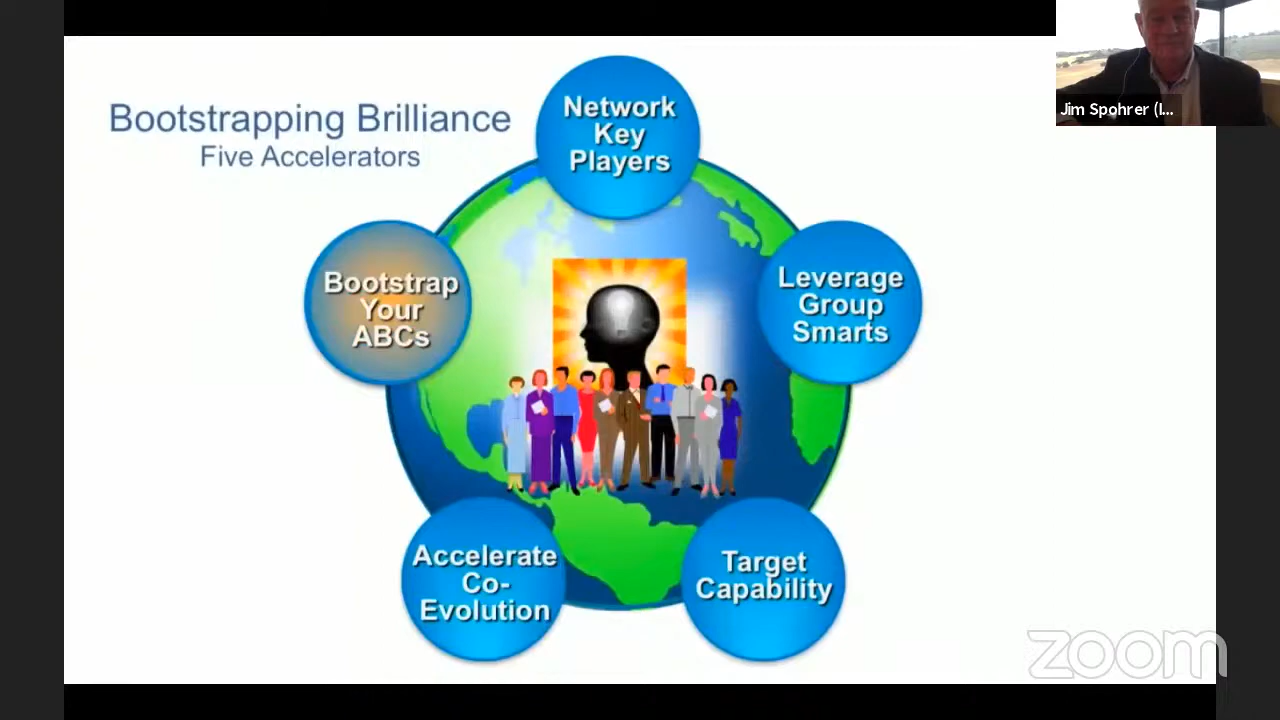 Bootstrapping Brilliance
Five Accelerators
Network
Key
Players
Jim Spohrer (I...
Bootstrap
Your
ABCs
Leverage
Group
Smarts
Accelerate
Co-
Evolution
Target
Capability
zoom